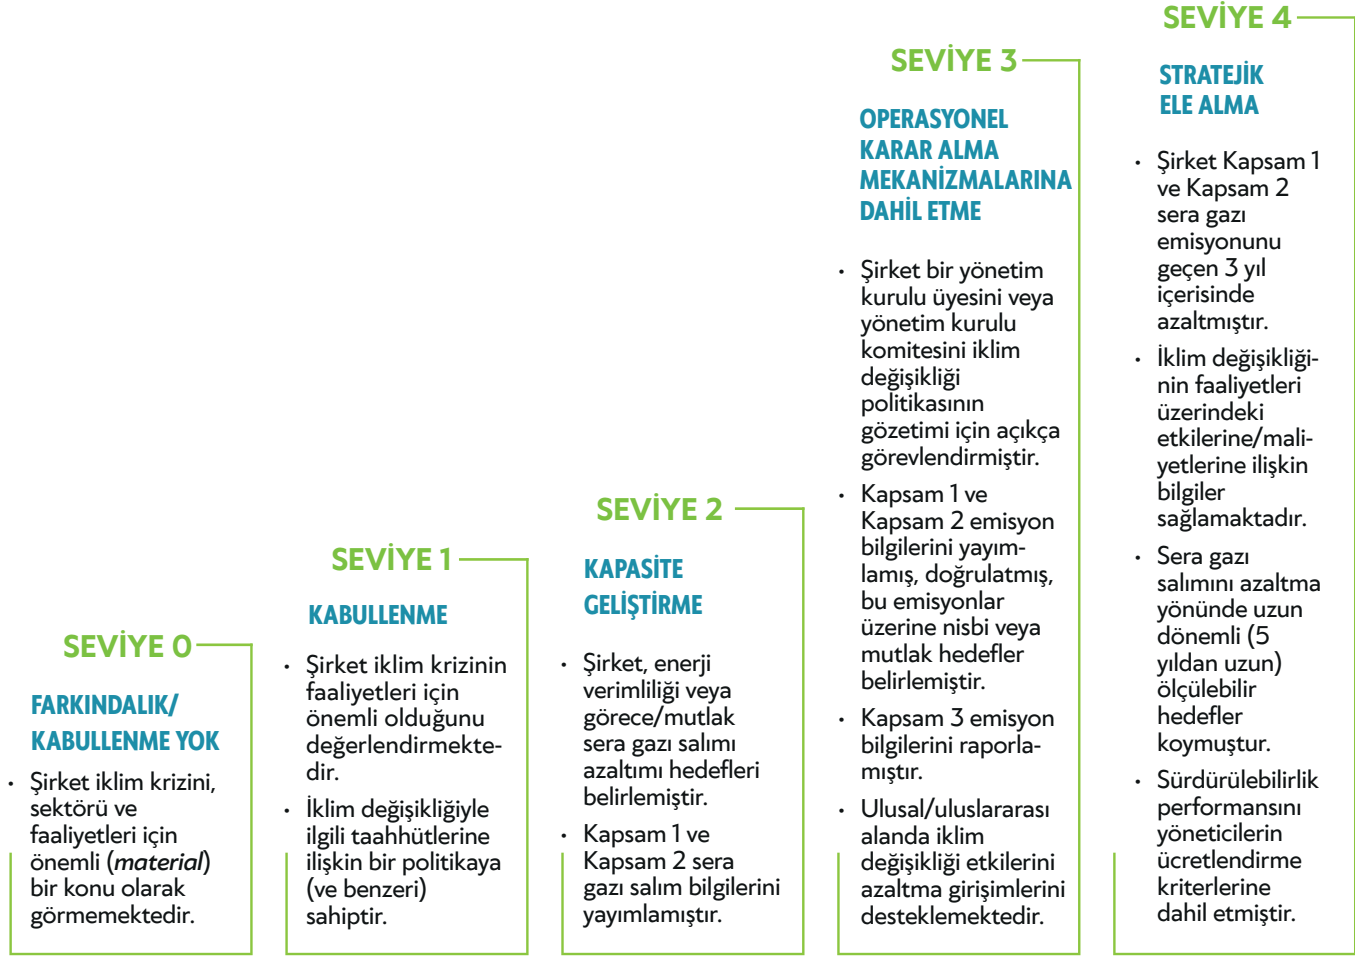 SEVİYE 0
FARKINDALIK/
KABULLENME YOK
• Şirket iklim krizini,
sektörü ve
faaliyetleri için
önemli (material)
bir konu olarak
görmemektedir.
SEVİYE 1
KABULLENME
• Şirket iklim krizinin
faaliyetleri için
önemli olduğunu
değerlendirmekte-
dir.
• İklim değişikliğiyle
ilgili taahhütlerine
ilişkin bir politikaya
(ve benzeri)
sahiptir.
SEVİYE 2
KAPASİTE
GELİŞTİRME
• Şirket, enerji
verimliliği veya
görece/mutlak
sera gazı salımı
azaltımı hedefleri
belirlemiştir.
• Kapsam 1 ve
Kapsam 2 sera
gazı salım bilgilerini
yayımlamıştır.
SEVİYE 3
OPERASYONEL
KARAR ALMA
MEKANİZMALARINA
DAHİL ETME
• Şirket bir yönetim
kurulu üyesini veya
yönetim kurulu
komitesini iklim
değişikliği
politikasının
gözetimi için açıkça
görevlendirmiştir.
• Kapsam 1 ve
Kapsam 2 emisyon
bilgilerini yayım-
lamış, doğrulatmış,
bu emisyonlar
üzerine nisbi veya
mutlak hedefler
belirlemiştir.
• Kapsam 3 emisyon
bilgilerini raporla-
mıştır.
• Ulusal/uluslararası
alanda iklim
değişikliği etkilerini
azaltma girişimlerini
desteklemektedir.
SEVİYE 4
STRATEJİK
ELE ALMA
• Şirket Kapsam 1
ve Kapsam 2
sera gazı
emisyonunu
geçen 3 yıl
içerisinde
azaltmıştır.
• İklim değişikliği-
nin faaliyetleri
üzerindeki
etkilerine/mali-
yetlerine ilişkin
bilgiler
sağlamaktadır.
• Sera gazı
salımını azaltma
yönünde uzun
dönemli (5
yıldan uzun)
ölçülebilir
hedefler
koymuştur.
• Sürdürülebilirlik
performansını
yöneticilerin
ücretlendirme
kriterlerine
dahil etmiştir.